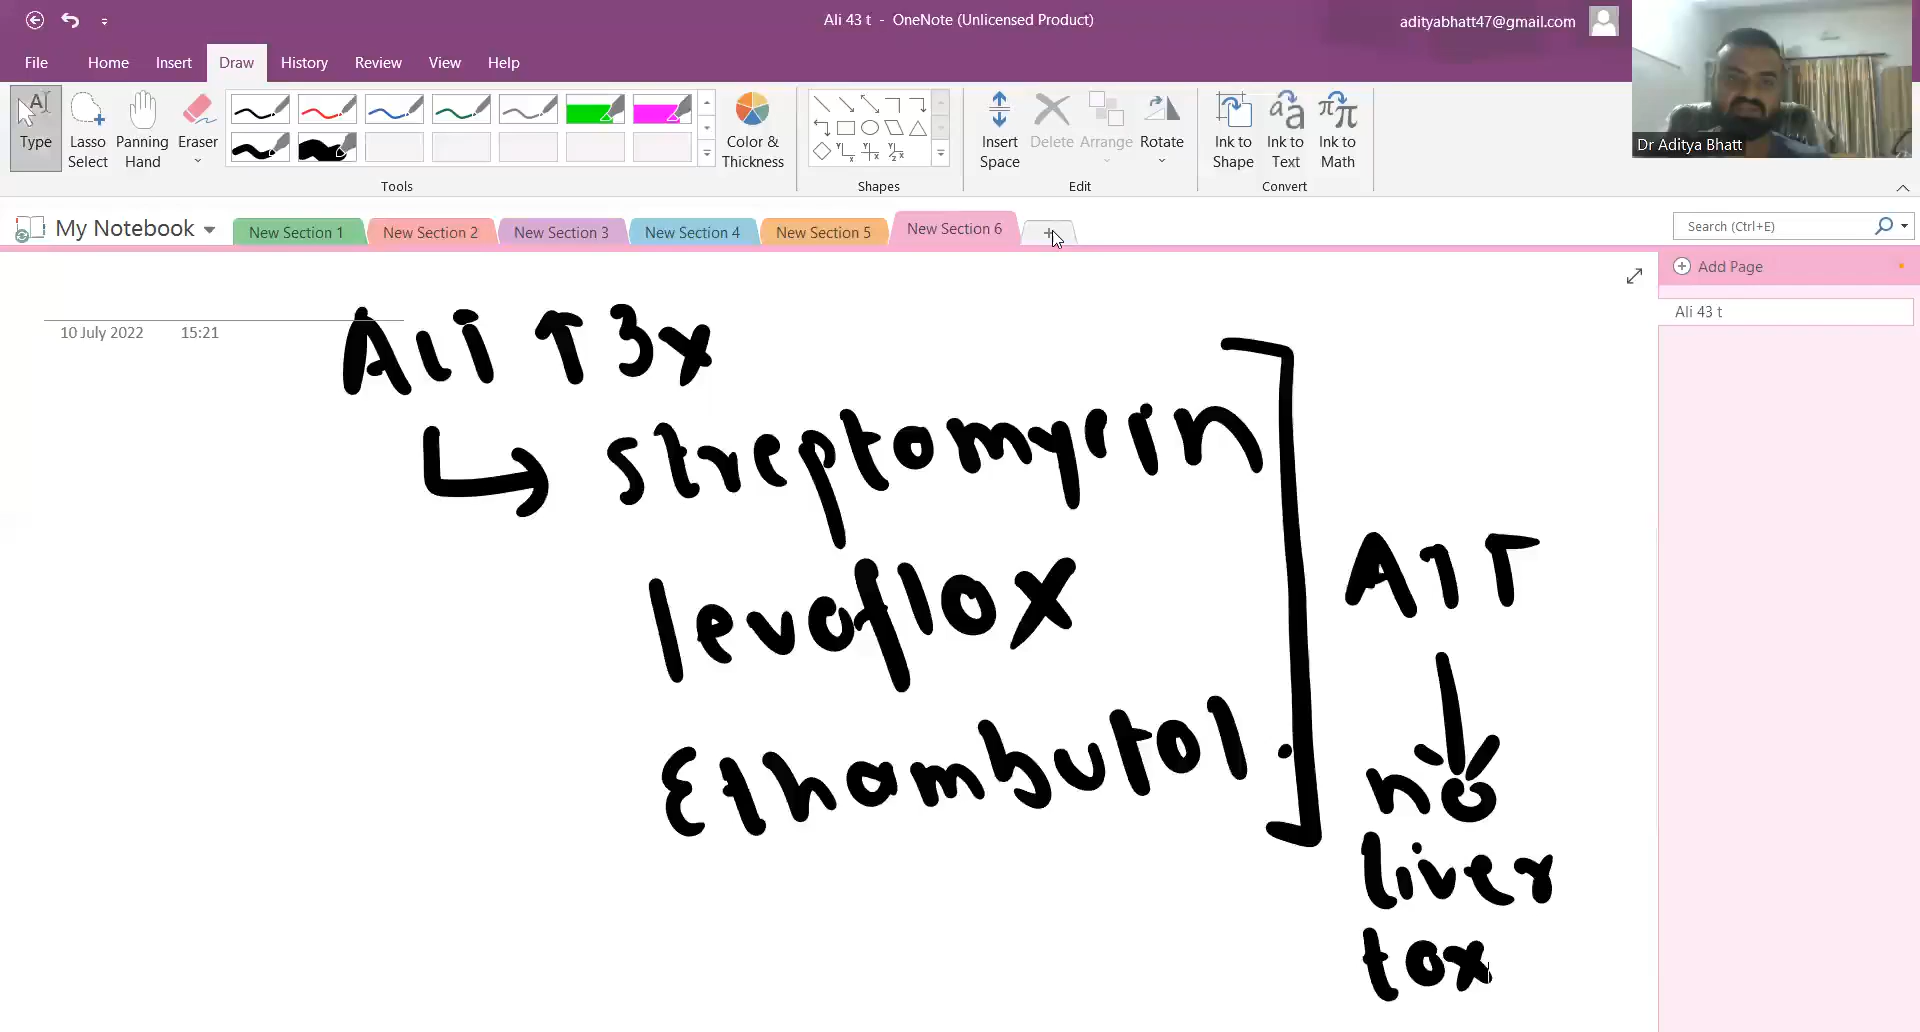 Ali 43 t - OneNote (Unlicensed Product)
adityabhatt47@gmail.com
File Home Insert Draw History Review View Help
Type
Lasso Select
Panning Hand
Eraser
Color & Thickness
Insert Space
Delete
Arrange
Rotate
Ink to Shape
Ink to Text
Ink to Math
Tools Shapes Edit Convert
Dr Aditya Bhatt
My Notebook New Section 1 New Section 2 New Section 3 New Section 4 New Section 5 New Section 6 +
Search (Ctrl+E)
Add Page
Ali 43 t
10 July 2022 15:21
Ali ↑ 3x
↳ streptomycin
levoflox
Ethambutol.
A1T
↓
no
liver
tox